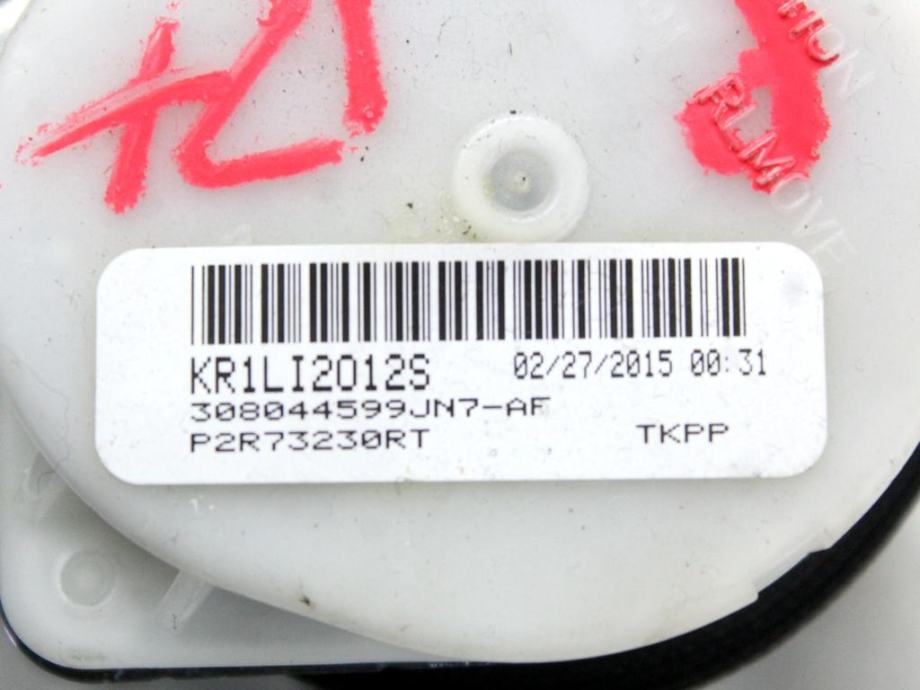 KR1LI2012S 02/27/2015 00:31
308044599JN7-AF
P2R73230RT TKPP